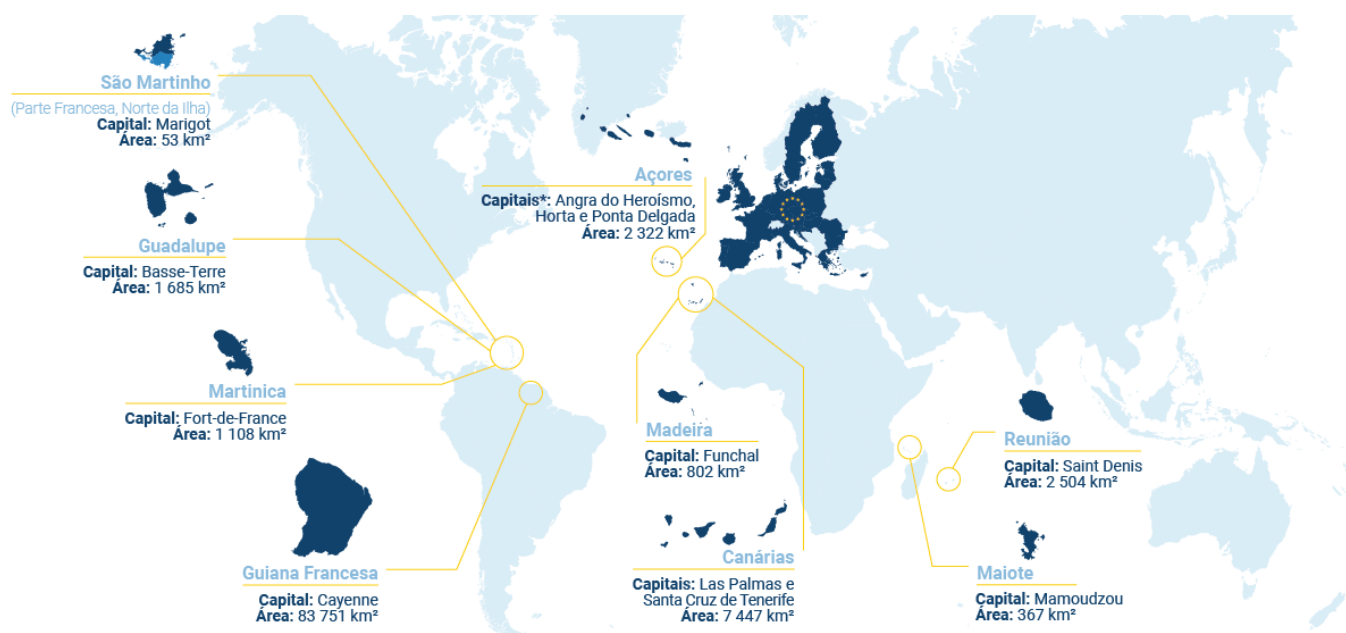 São Martinho
(Parte Francesa, Norte da Ilha)
Capital: Marigot
Área: 53 km²
Guadalupe
Capital: Basse-Terre
Área: 1 685 km²
Martinica
Capital: Fort-de-France
Área: 1 108 km²
Guiana Francesa
Capital: Cayenne
Área: 83 751 km²
Açores
Capitais*: Angra do Heroísmo,
Horta e Ponta Delgada
Área: 2 322 km²
Madeira
Capital: Funchal
Área: 802 km²
Canárias
Capitais: Las Palmas e
Santa Cruz de Tenerife
Área: 7 447 km²
Reunião
Capital: Saint Denis
Área: 2 504 km²
Maiote
Capital: Mamoudzou
Área: 367 km²